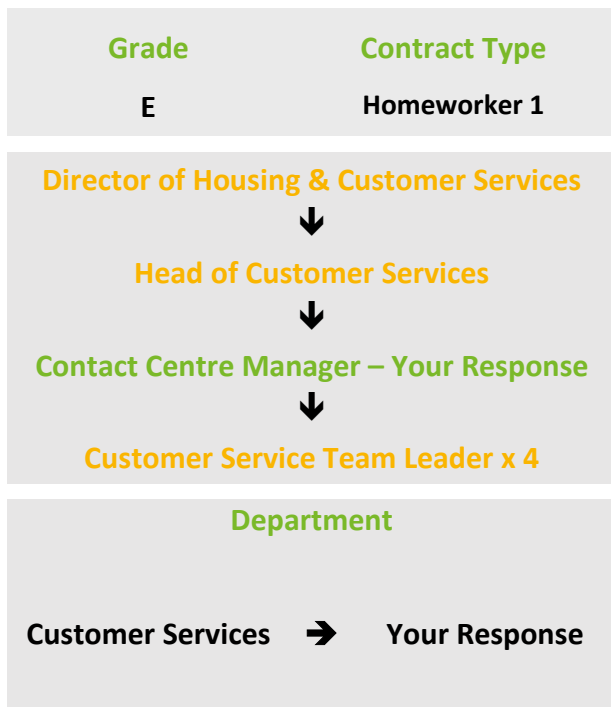 Grade Contract Type
E Homeworker 1
Director of Housing & Customer Services
🡻
Head of Customer Services
🡻
Contact Centre Manager – Your Response
🡻
Customer Service Team Leader x 4
Department
Customer Services 🡺 Your Response